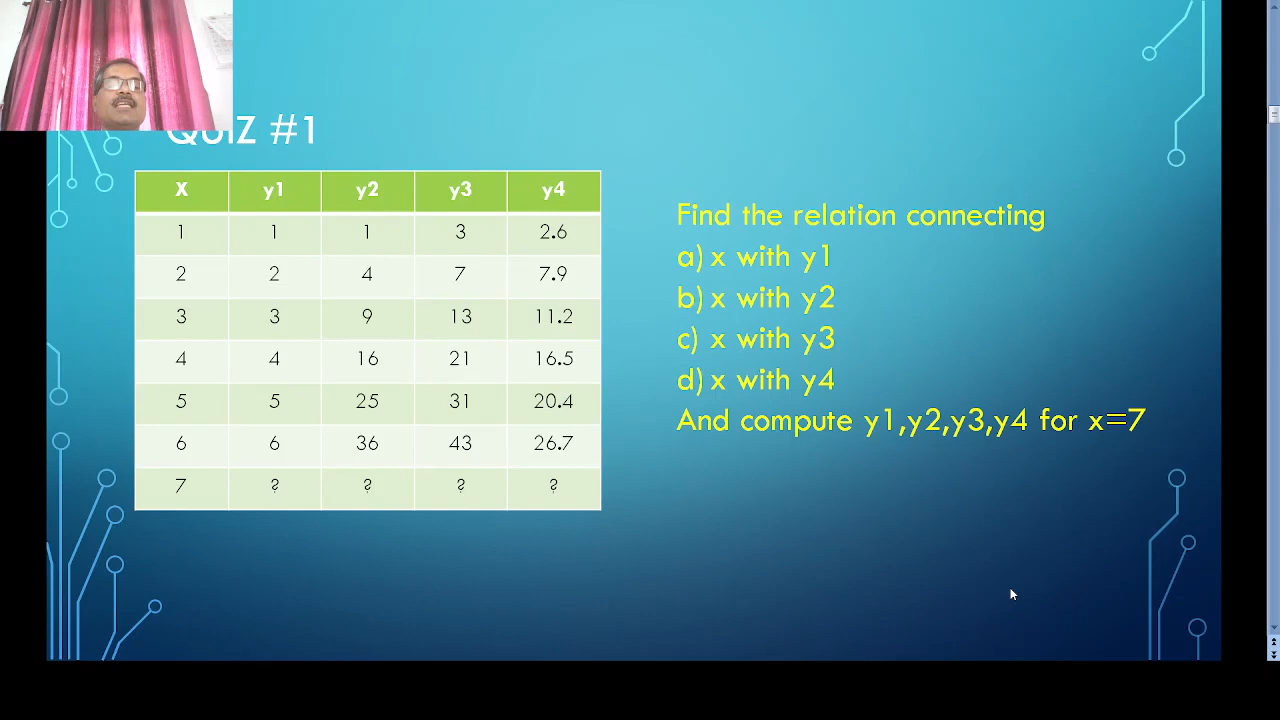 QUIZ #1
X y1 y2 y3 y4
1 1 1 3 2.6
2 2 4 7 7.9
3 3 9 13 11.2
4 4 16 21 16.5
5 5 25 31 20.4
6 6 36 43 26.7
7 ? ? ? ?
Find the relation connecting
a) x with y1
b) x with y2
c) x with y3
d) x with y4
And compute y1,y2,y3,y4 for x=7